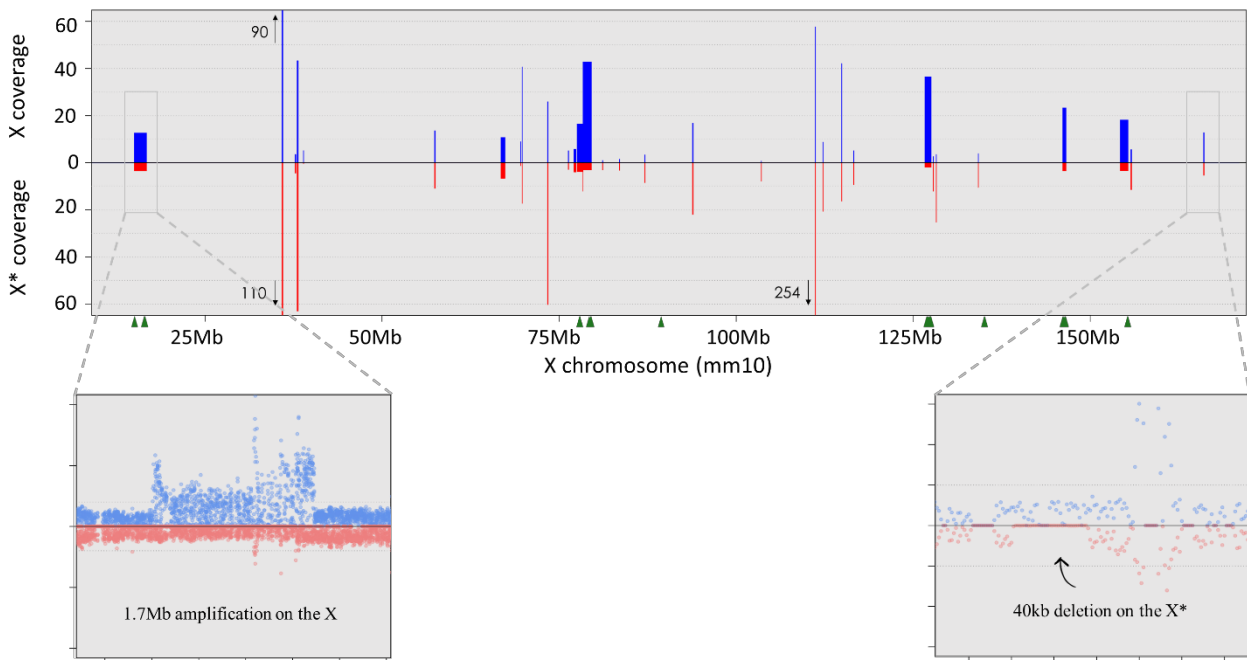 60
90
40
X coverage
20
0
20
X* coverage
40
110
254
60
25Mb
50Mb
75Mb
100Mb
125Mb
150Mb
X chromosome (mm10)
1.7Mb amplification on the X
40kb deletion on the X*